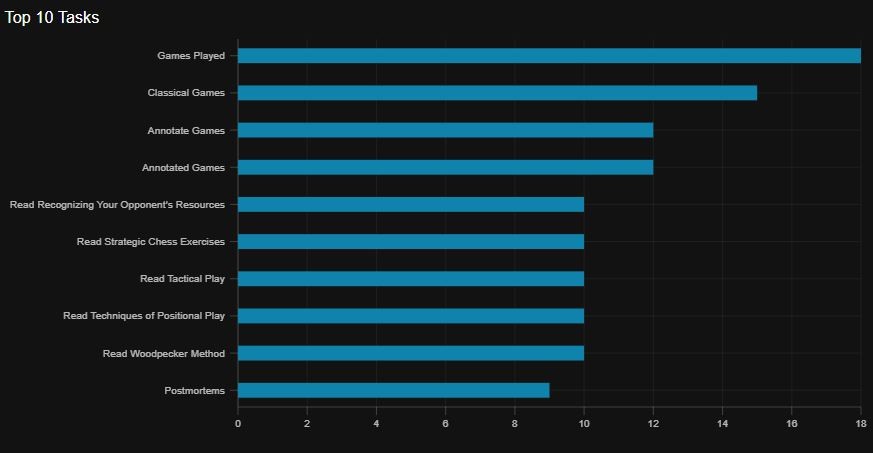 Top 10 Tasks
Games Played
Classical Games
Annotate Games
Annotated Games
Read Recognizing Your Opponent's Resources
Read Strategic Chess Exercises
Read Tactical Play
Read Techniques of Positional Play
Read Woodpecker Method
Postmortems
0 2 4 6 8 10 12 14 16 18